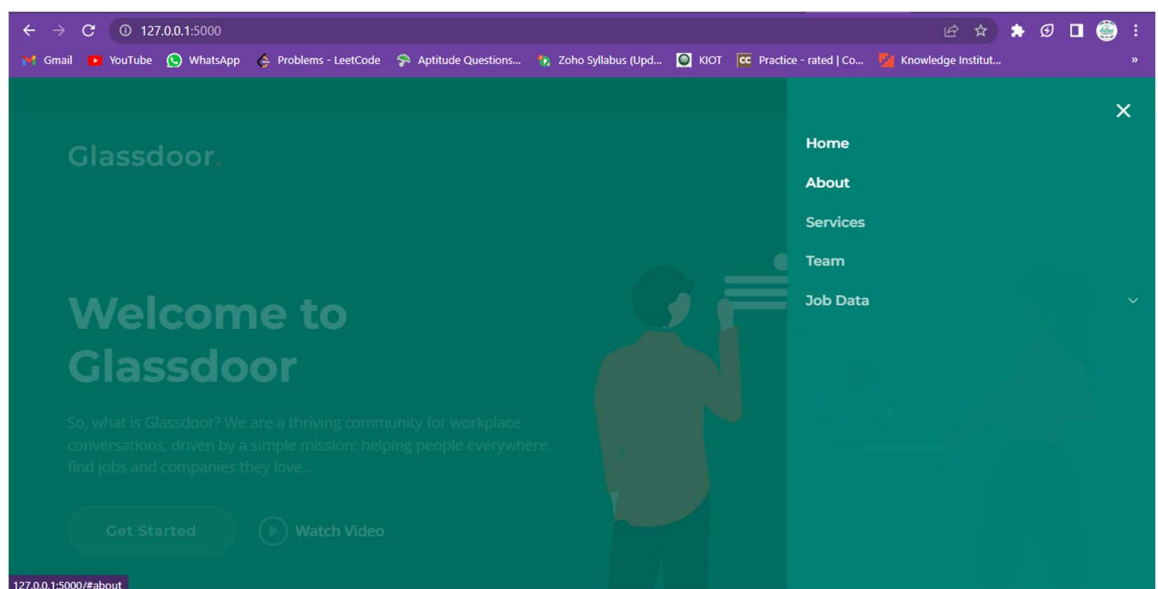 127.0.0.1:5000
Gmail YouTube WhatsApp Problems - LeetCode Aptitude Questions... Zoho Syllabus (Upd... KIOT Practice - rated | Co... Knowledge Institut... »
Glassdoor.
Home
About
Services
Team
Job Data
Welcome to
Glassdoor
So, what is Glassdoor? We are a thriving community for workplace
conversations, driven by a simple mission: helping people everywhere
find jobs and companies they love..
Get Started Watch Video
127.0.0.1:5000/#about